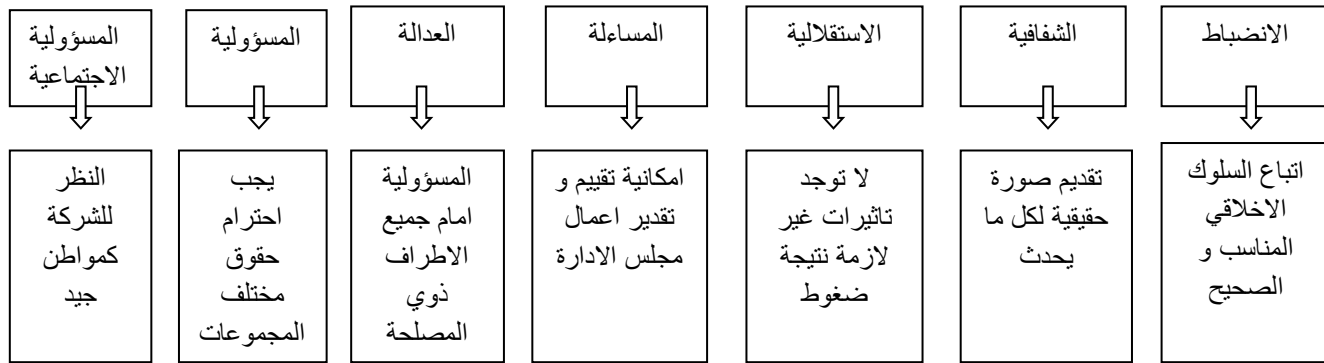 الانضباط
الشفافية
الاستقلالية
المساءلة
العدالة
المسؤولية
المسؤولية
الاجتماعية
اتباع السلوك
الاخلاقي
المناسب و
الصحيح
تقديم صورة
حقيقية لكل ما
يحدث
لا توجد
تاثيرات غير
لازمة نتيجة
ضغوط
امكانية تقييم و
تقدير اعمال
مجلس الادارة
المسؤولية
امام جميع
الاطراف
ذوي
المصلحة
يجب
احترام
حقوق
مختلف
المجموعات
النظر
للشركة
كمواطن
جيد